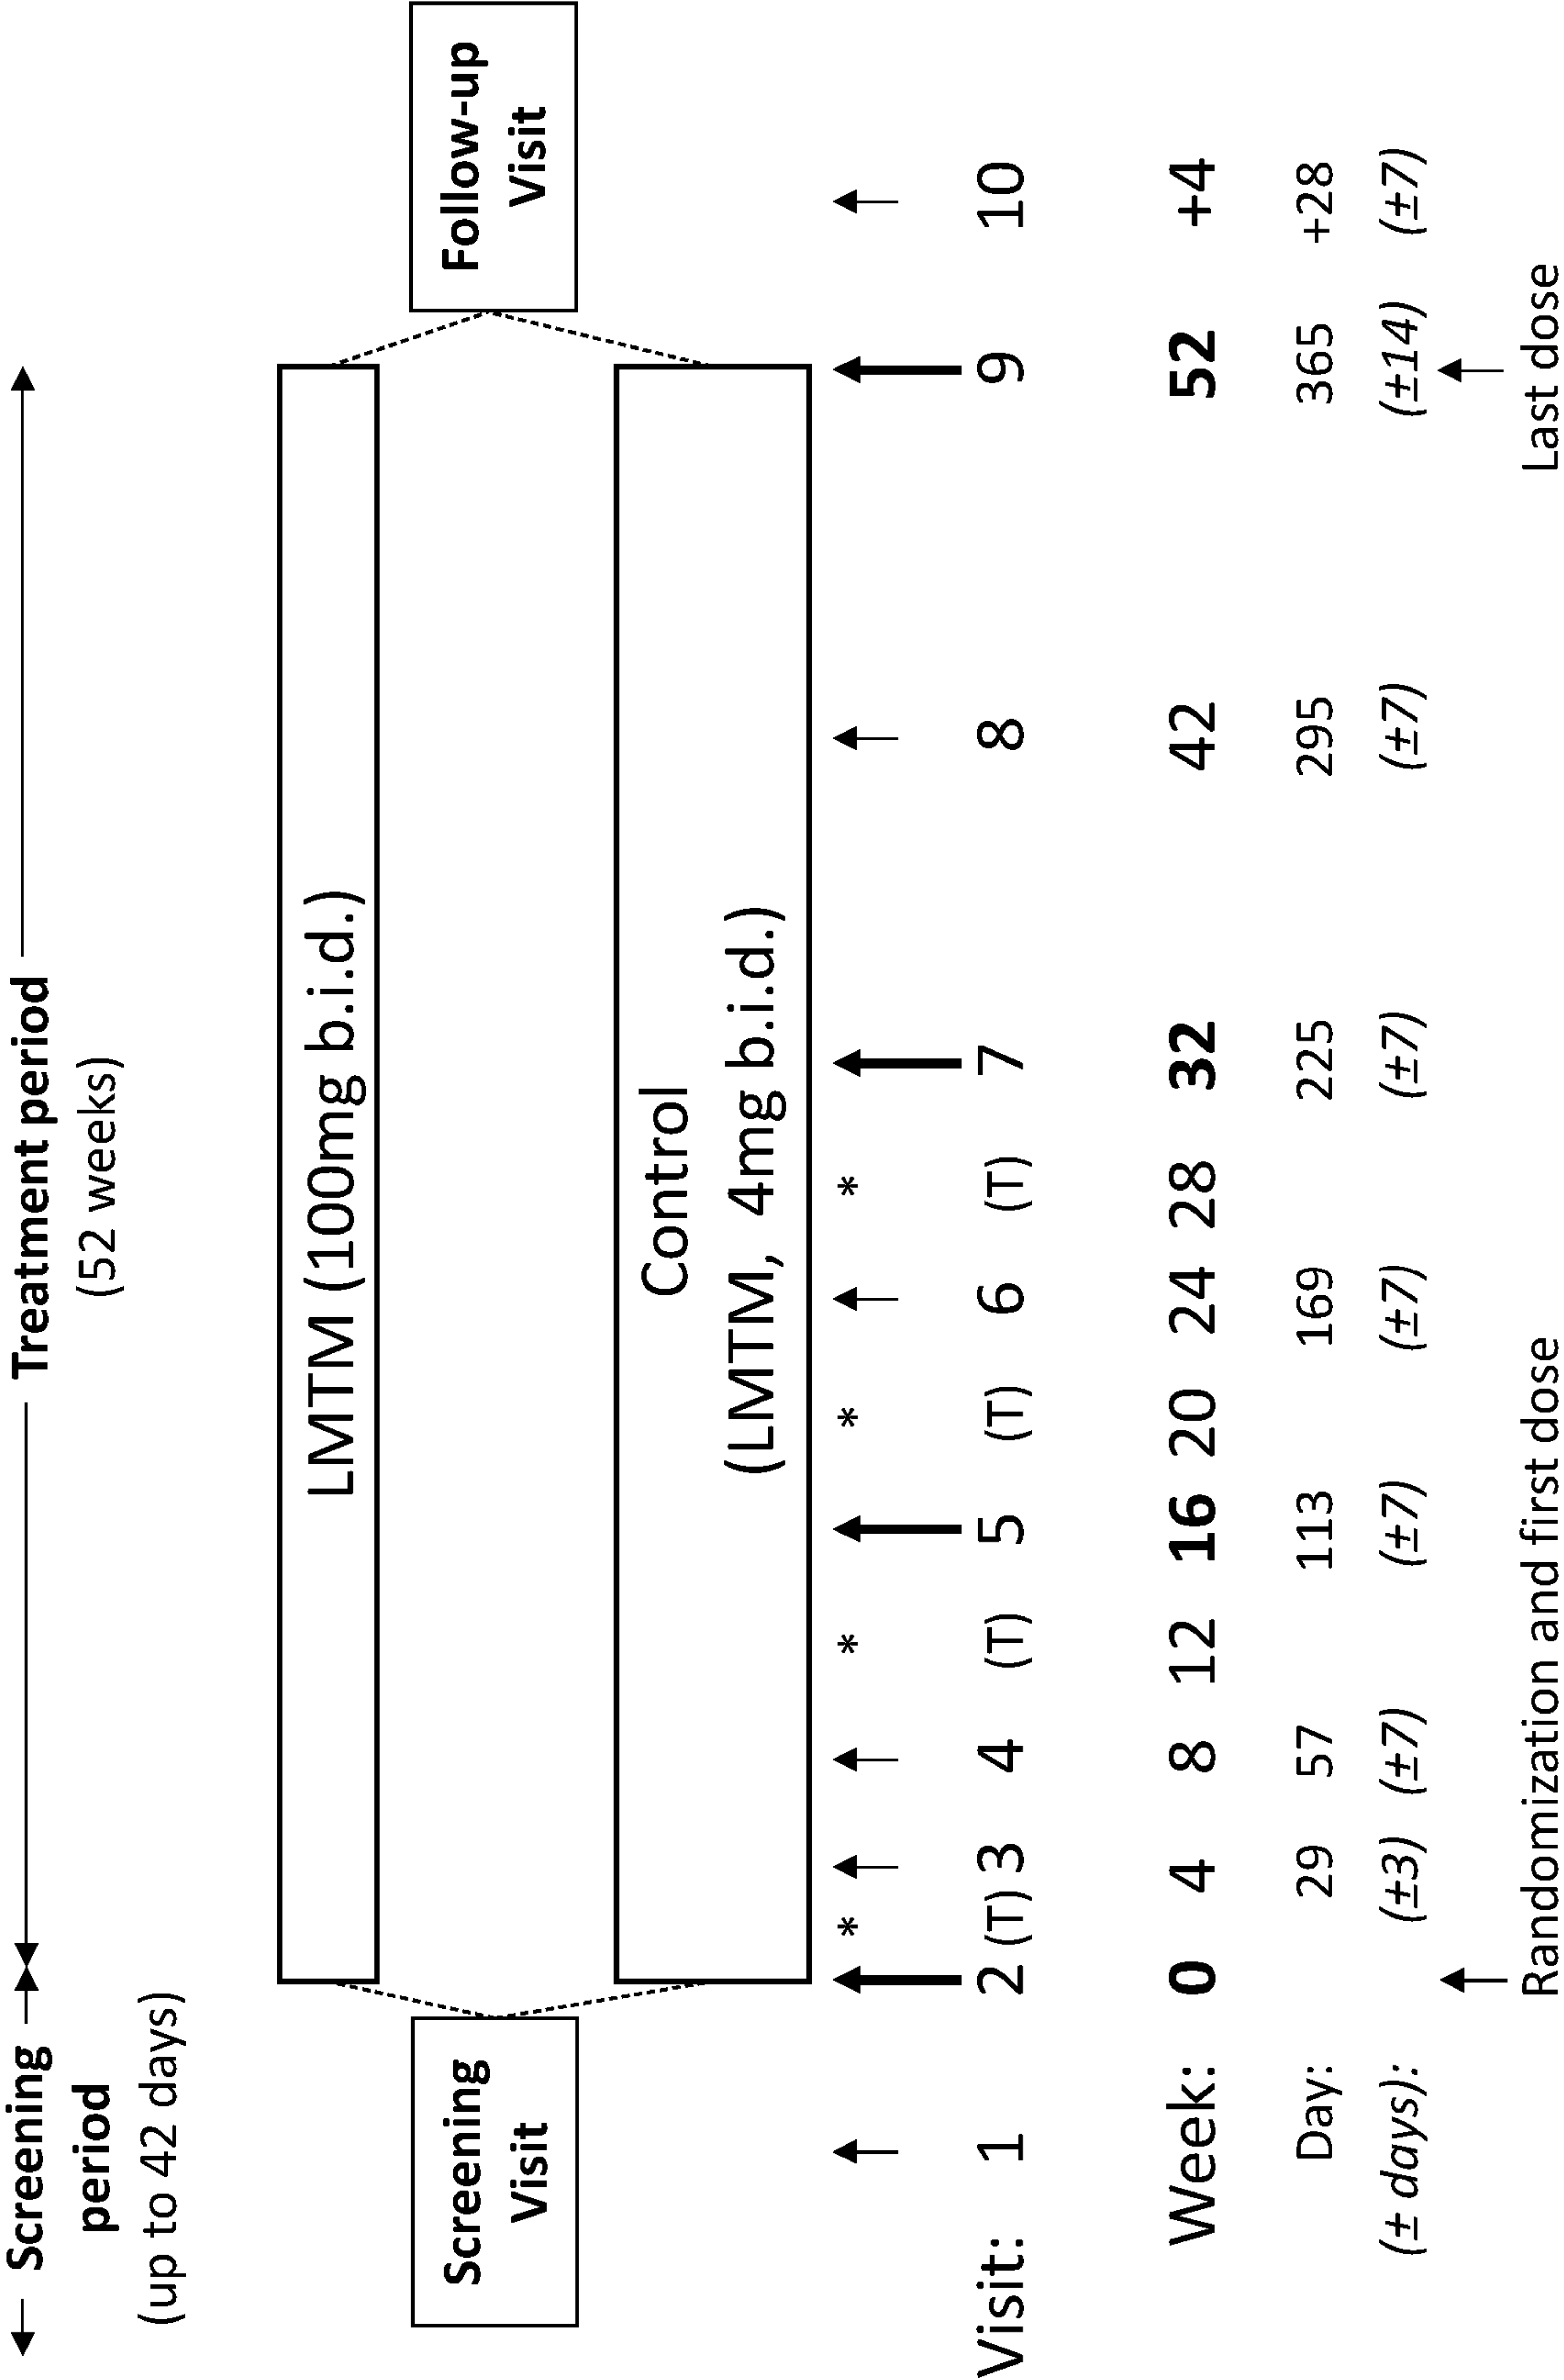 Screening
period
(up to 42 days)
Treatment period
(52 weeks)
LMTM (100mg b.i.d.)
Screening
Visit
Follow-up
Visit
Control
(LMTM, 4mg b.i.d.)
* * * *
Visit: 1 2 (T) 3 4 (T) 5 (T) 6 (T) 7 8 9 10
Week: 0 4 8 12 16 20 24 28 32 42 52 +4
Day: 29 57 113 169 225 295 365 +28
(± days): (±3) (±7) (±7) (±7) (±7) (±7) (±14) (±7)
Randomization and first dose
Last dose